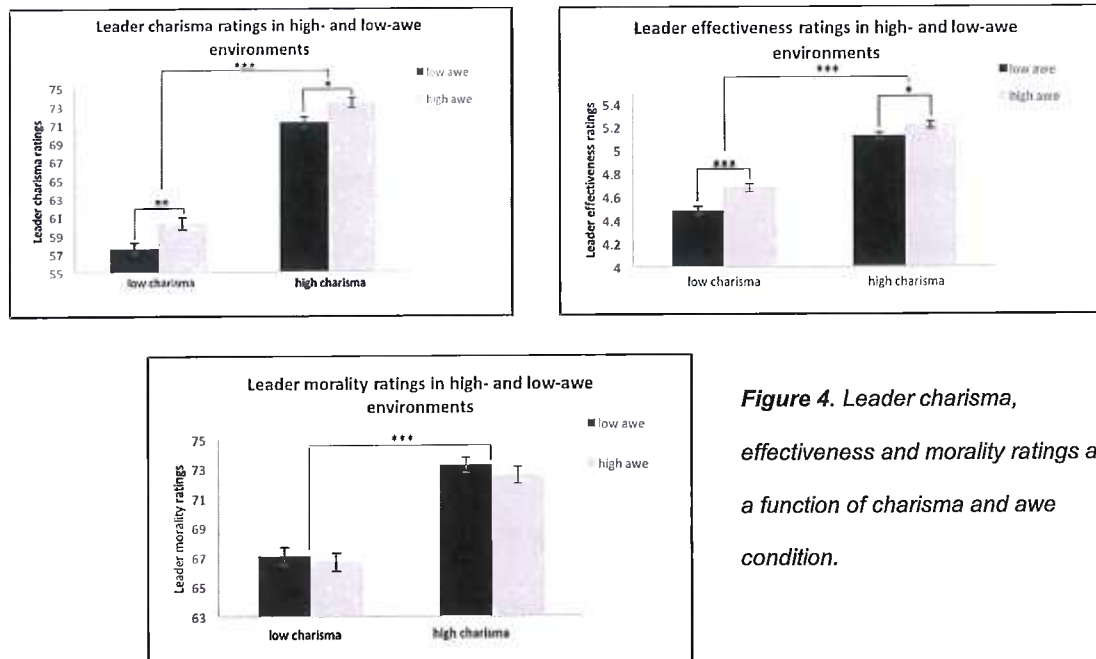 Leader charisma ratings in high- and low-awe
environments
***
low awe
high awe
75
73
71
69
67
65
63
61
59
57
55
Leader charisma ratings
**
*
low charisma
high charisma
Leader effectiveness ratings in high- and low-awe
environments
***
low awe
high awe
5.4
5.2
5
4.8
4.6
4.4
4.2
4
Leader effectiveness ratings
***
*
low charisma
high charisma
Leader morality ratings in high- and low-awe
environments
***
low awe
high awe
75
73
71
69
67
65
63
Leader morality ratings
low charisma
high charisma
Figure 4. Leader charisma,
effectiveness and morality ratings a
a function of charisma and awe
condition.